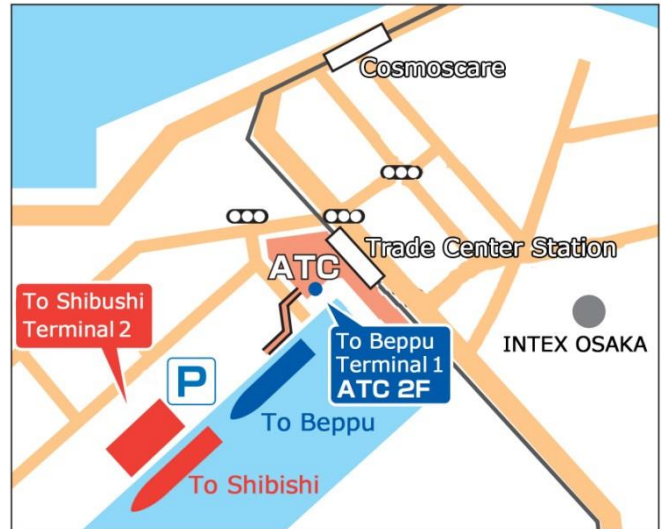 Cosmoscare
Trade Center Station
ATC
To Shibushi
Terminal 2
P
To Beppu
Terminal 1
ATC 2F
INTEX OSAKA
To Beppu
To Shibishi